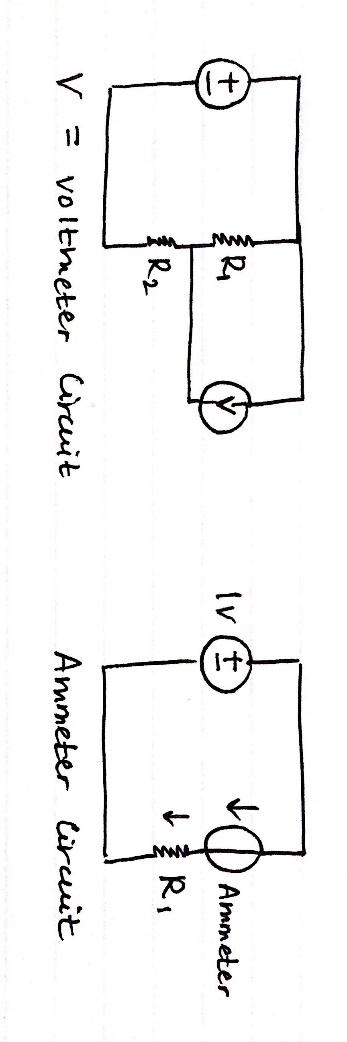 +
−
R1
R2
V
V = voltmeter Circuit
1v
+
−
Ammeter
R1
Ammeter Circuit